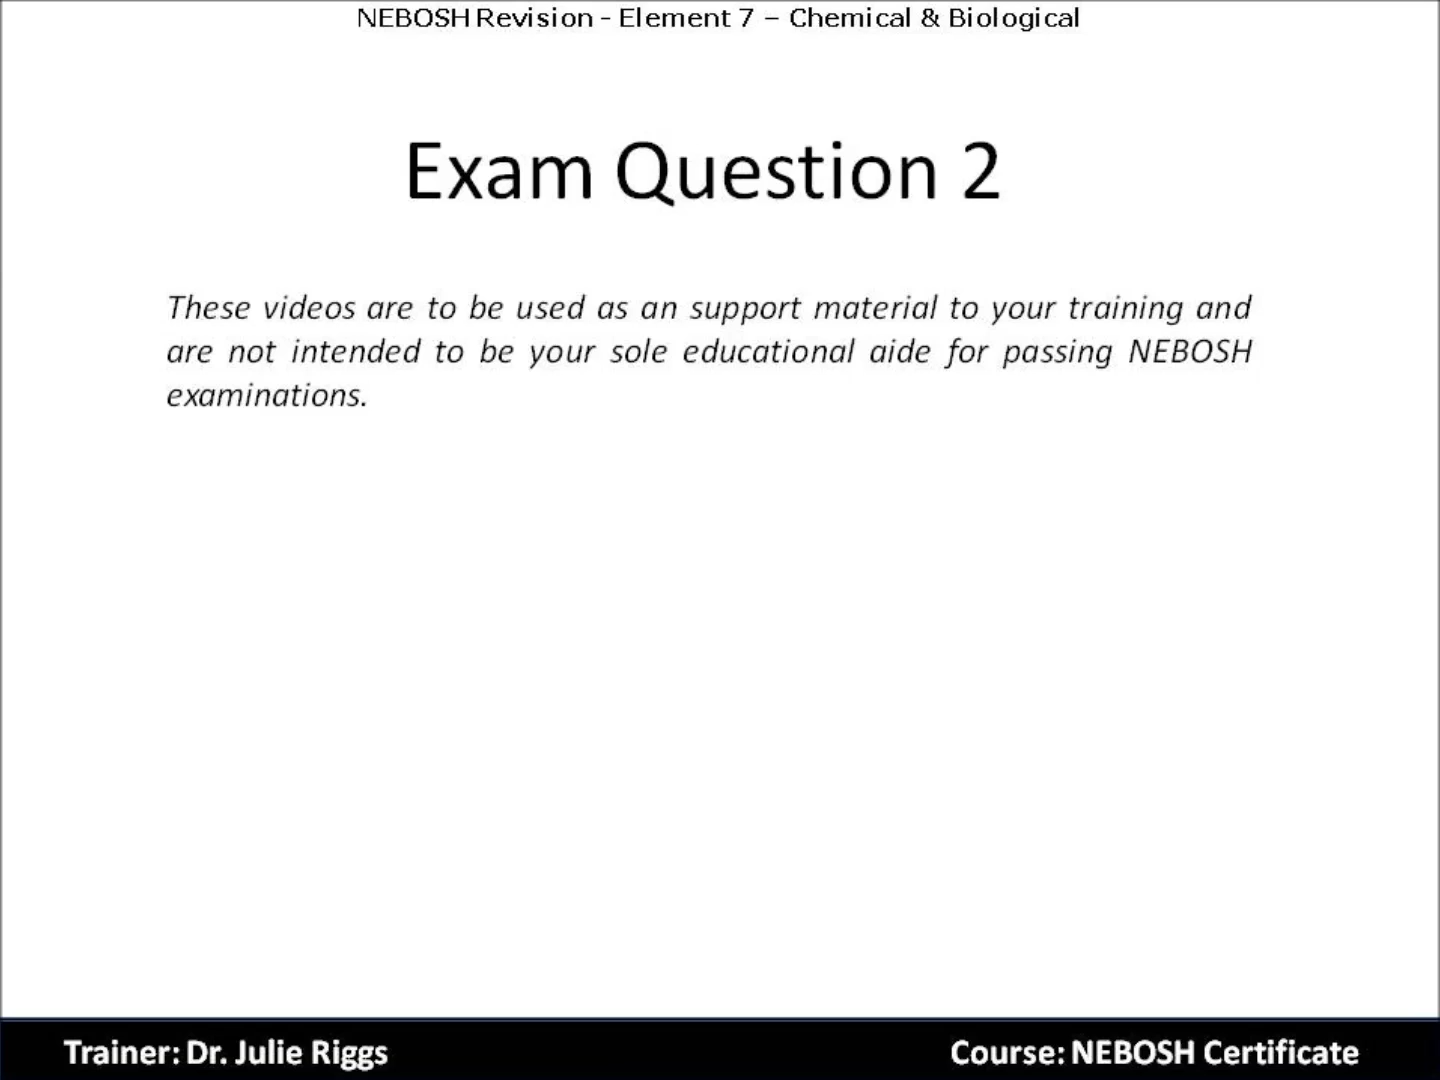 NEBOSH Revision - Element 7 – Chemical & Biological
Exam Question 2
These videos are to be used as an support material to your training and
are not intended to be your sole educational aide for passing NEBOSH
examinations.
Trainer: Dr. Julie Riggs
Course: NEBOSH Certificate